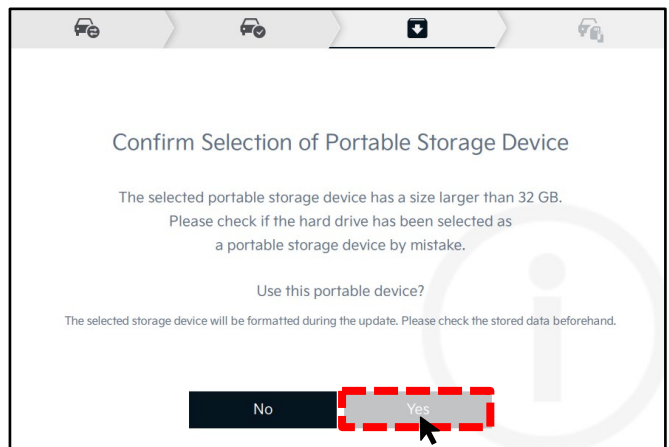 Confirm Selection of Portable Storage Device
The selected portable storage device has a size larger than 32 GB.
Please check if the hard drive has been selected as
a portable storage device by mistake.
Use this portable device?
The selected storage device will be formatted during the update. Please check the stored data beforehand.
No
Yes